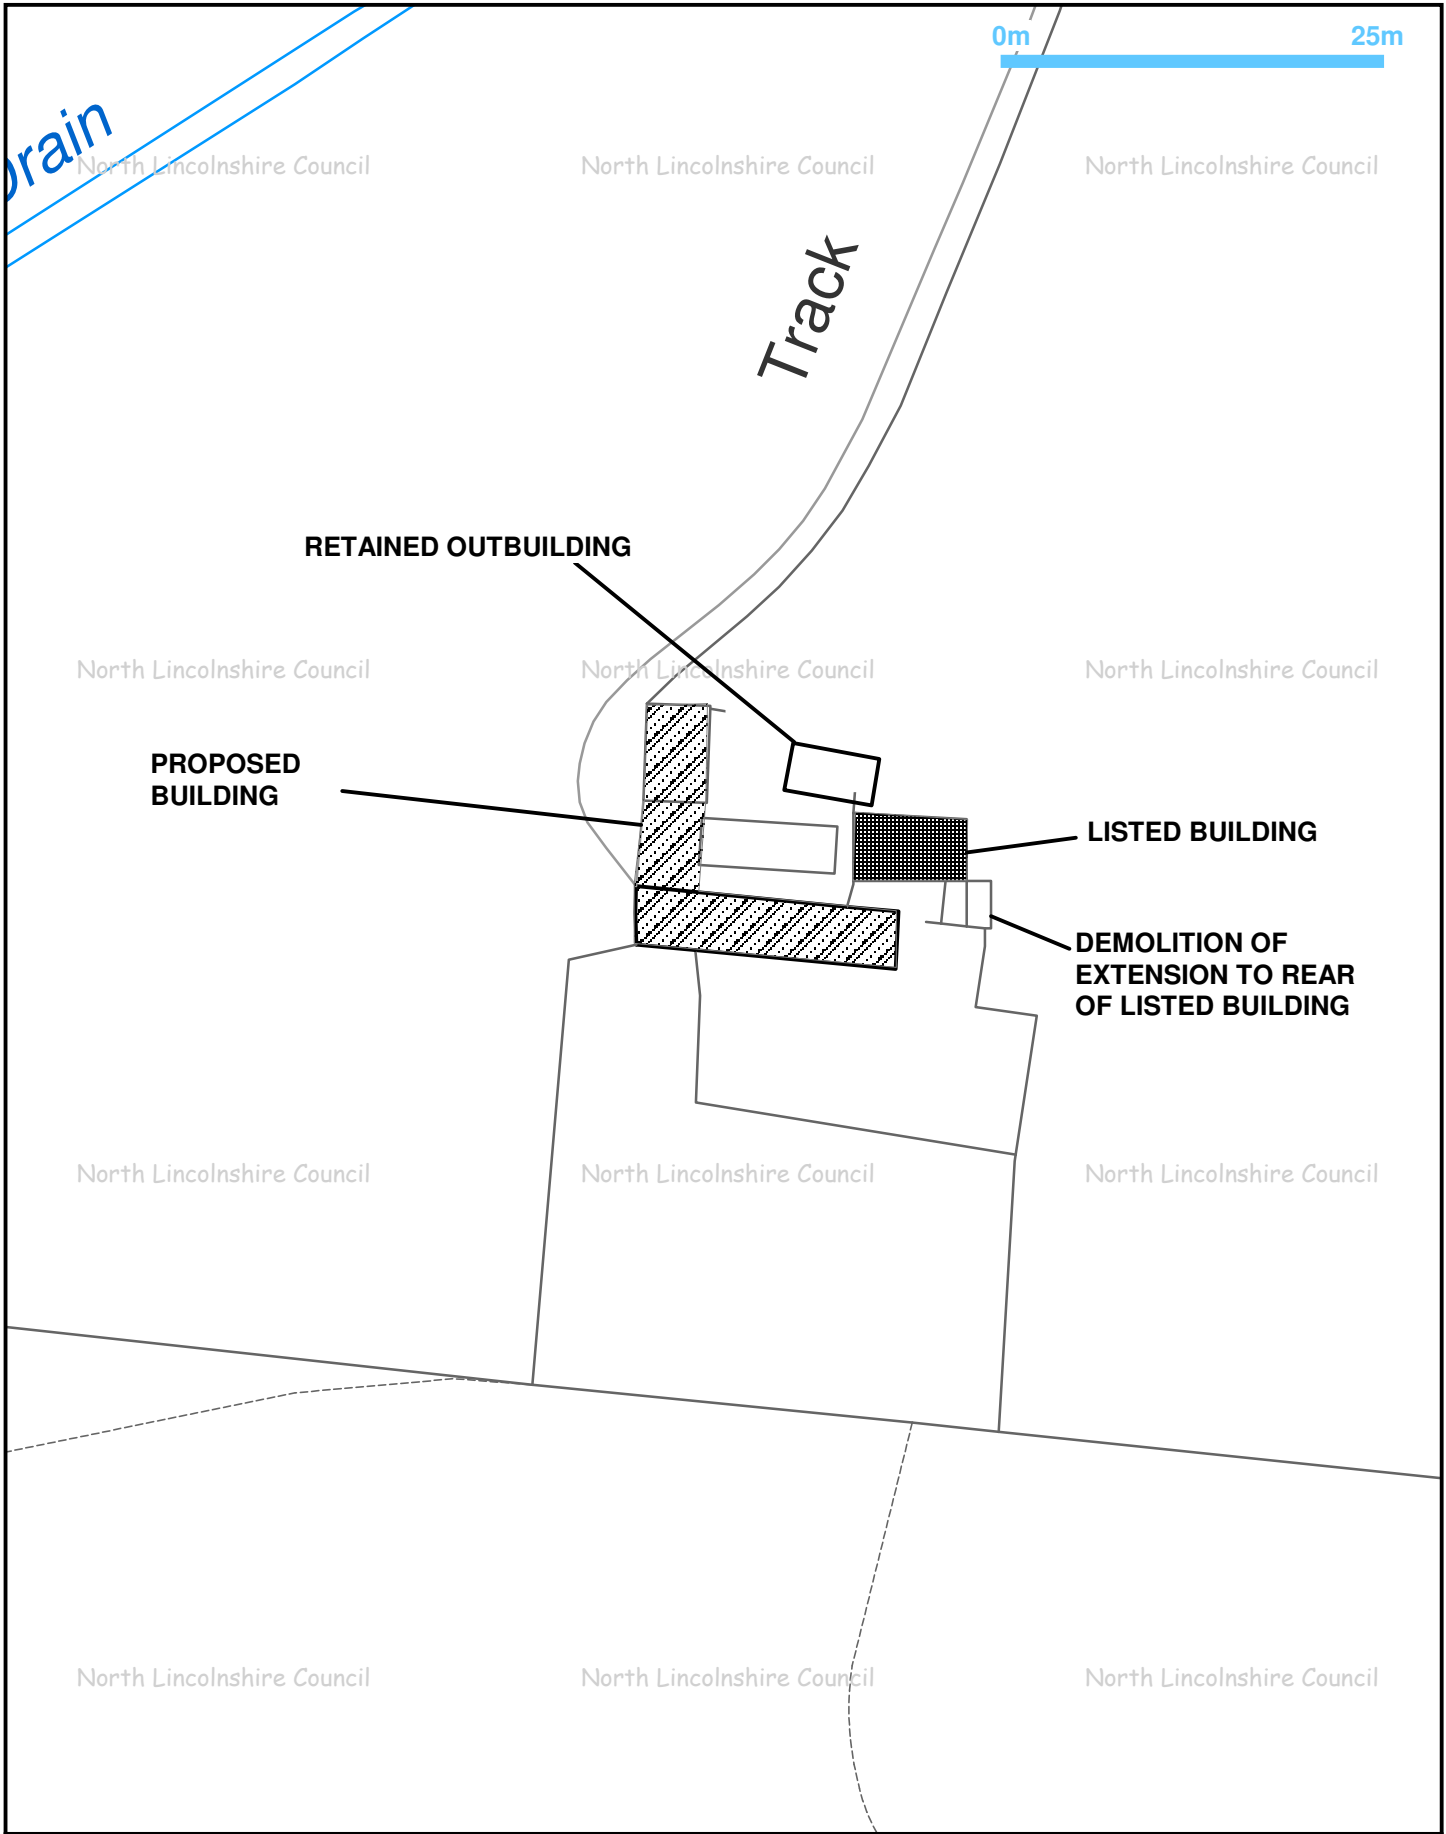 0m 25m
Drain
North Lincolnshire Council North Lincolnshire Council North Lincolnshire Council
Track
RETAINED OUTBUILDING
North Lincolnshire Council North Lincolnshire Council North Lincolnshire Council
PROPOSED
BUILDING
LISTED BUILDING
DEMOLITION OF
EXTENSION TO REAR
OF LISTED BUILDING
North Lincolnshire Council North Lincolnshire Council North Lincolnshire Council
North Lincolnshire Council North Lincolnshire Council North Lincolnshire Council